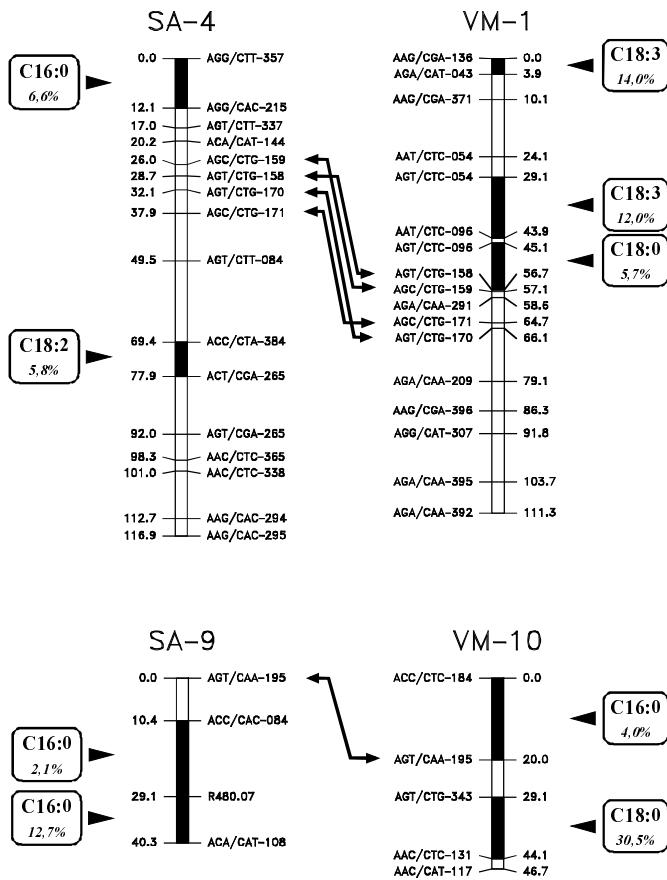 SA-4
VM-1
0.0 AGG/CTT-357
12.1 AGG/CAC-215
17.0 AGT/CTT-337
20.2 ACA/CAT-144
26.0 AGC/CTG-159
28.7 AGT/CTG-158
32.1 AGT/CTG-170
37.9 AGC/CTG-171
49.5 AGT/CTT-084
69.4 ACC/CTA-384
77.9 ACT/CGA-265
92.0 AGT/CGA-265
98.3 AAC/CTC-365
101.0 AAC/CTC-338
112.7 AAG/CAC-294
116.9 AAG/CAC-295
C16:0
6,6%
C18:2
5,8%
AAG/CGA-136 0.0
AGA/CAT-043 3.9
AAG/CGA-371 10.1
AAT/CTC-054 24.1
AGT/CTC-054 29.1
AAT/CTC-096 43.9
AGT/CTC-096 45.1
AGT/CTG-158 56.7
AGC/CTG-159 57.1
AGA/CAA-291 58.6
AGC/CTG-171 64.7
AGT/CTG-170 66.1
AGA/CAA-209 79.1
AAG/CGA-396 86.3
AGG/CAT-307 91.8
AGA/CAA-395 103.7
AGA/CAA-392 111.3
C18:3
14,0%
C18:3
12,0%
C18:0
5,7%
SA-9
VM-10
0.0 AGT/CAA-195
10.4 ACC/CAC-084
29.1 R480.07
40.3 ACA/CAT-108
C16:0
2,1%
C16:0
12,7%
ACC/CTC-184 0.0
AGT/CAA-195 20.0
AGT/CTG-343 29.1
AAC/CTC-131 44.1
AAC/CAT-117 46.7
C16:0
4,0%
C18:0
30,5%